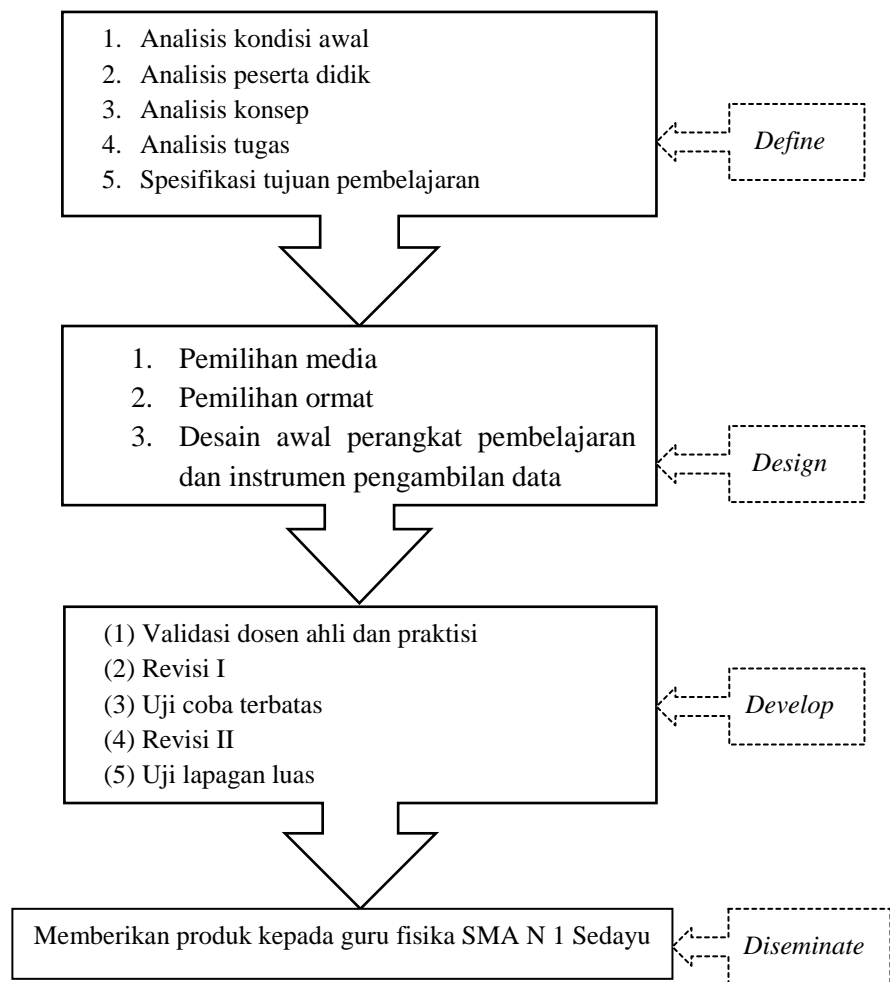 1. Analisis kondisi awal
2. Analisis peserta didik
3. Analisis konsep
4. Analisis tugas
5. Spesifikasi tujuan pembelajaran
Define
1. Pemilihan media
2. Pemilihan ormat
3. Desain awal perangkat pembelajaran
dan instrumen pengambilan data
Design
(1) Validasi dosen ahli dan praktisi
(2) Revisi I
(3) Uji coba terbatas
(4) Revisi II
(5) Uji lapagan luas
Develop
Memberikan produk kepada guru fisika SMA N 1 Sedayu
Diseminate